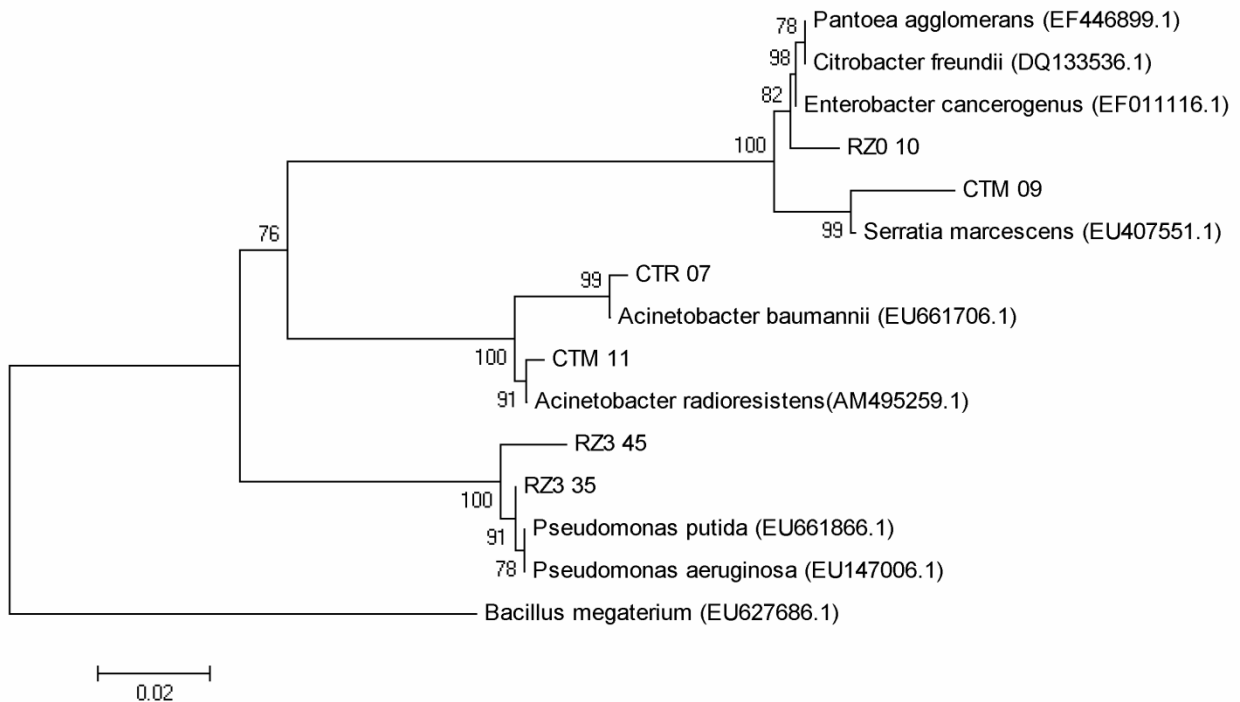 78
Pantoea agglomerans (EF446899.1)
98
Citrobacter freundii (DQ133536.1)
82
Enterobacter cancerogenus (EF011116.1)
100
RZ0 10
CTM 09
99
Serratia marcescens (EU407551.1)
76
99
CTR 07
Acinetobacter baumannii (EU661706.1)
100
CTM 11
91
Acinetobacter radioresistens(AM495259.1)
RZ3 45
100
RZ3 35
91
Pseudomonas putida (EU661866.1)
78
Pseudomonas aeruginosa (EU147006.1)
Bacillus megaterium (EU627686.1)
0.02